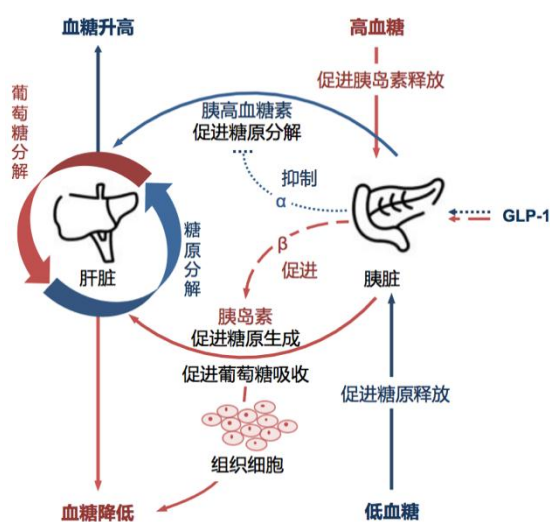 血糖升高
高血糖
促进胰岛素释放
葡萄糖分解
胰高血糖素
促进糖原分解
抑制
α
GLP-1
肝脏
糖原分解
β
促进
胰脏
胰岛素
促进糖原生成
促进葡萄糖吸收
促进糖原释放
组织细胞
血糖降低
低血糖